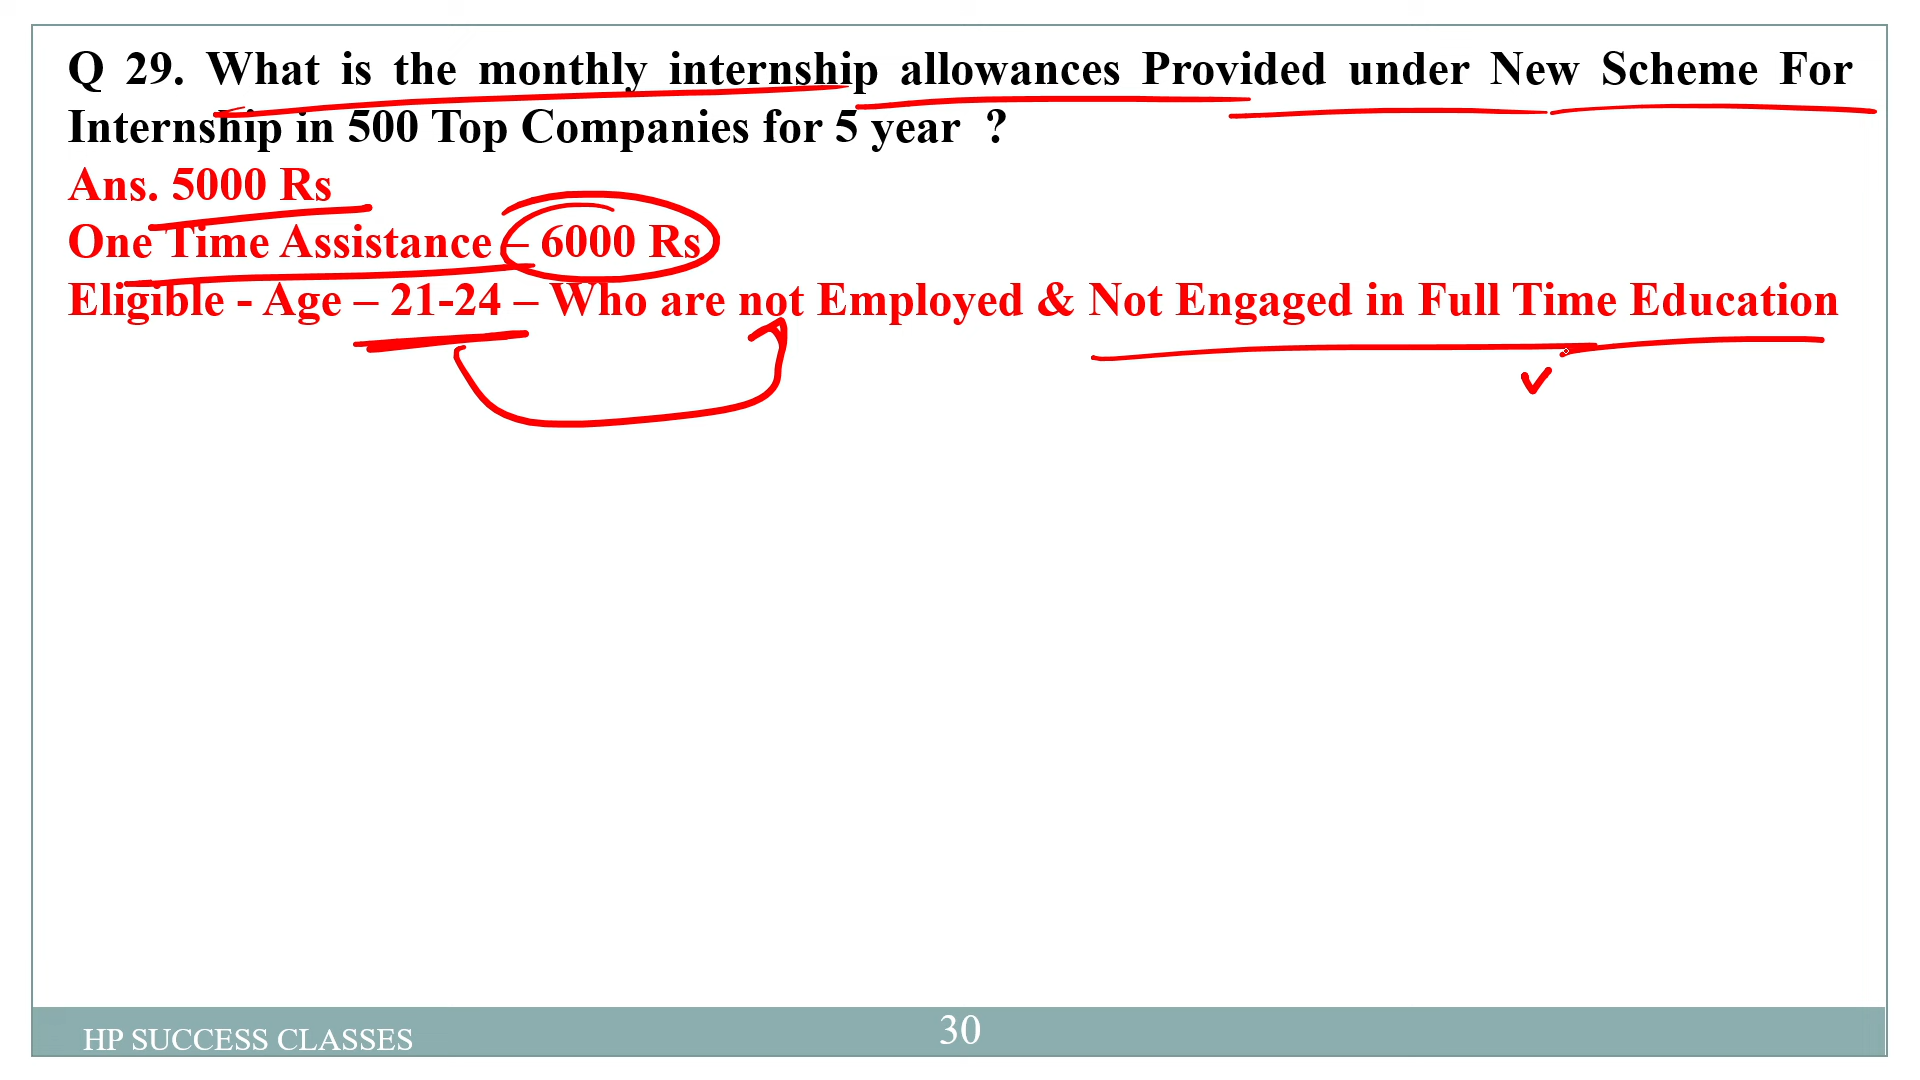 Q 29. What is the monthly internship allowances Provided under New Scheme For
Internship in 500 Top Companies for 5 year ?
Ans. 5000 Rs
One Time Assistance – 6000 Rs
Eligible - Age – 21-24 – Who are not Employed & Not Engaged in Full Time Education
HP SUCCESS CLASSES
30